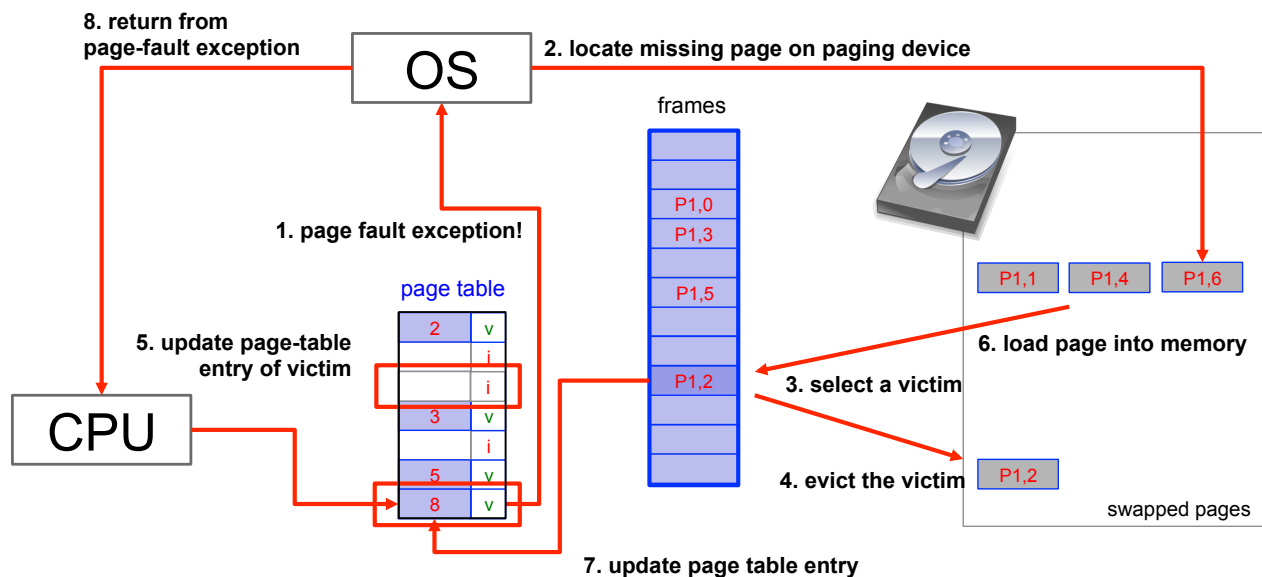 8. return from
page-fault exception
OS
2. locate missing page on paging device
frames
P1,0
P1,3
P1,5
P1,2
1. page fault exception!
page table
2 v
i
i
3 v
i
5 v
8 v
5. update page-table
entry of victim
CPU
P1,1 P1,4 P1,6
6. load page into memory
3. select a victim
4. evict the victim
P1,2
swapped pages
7. update page table entry